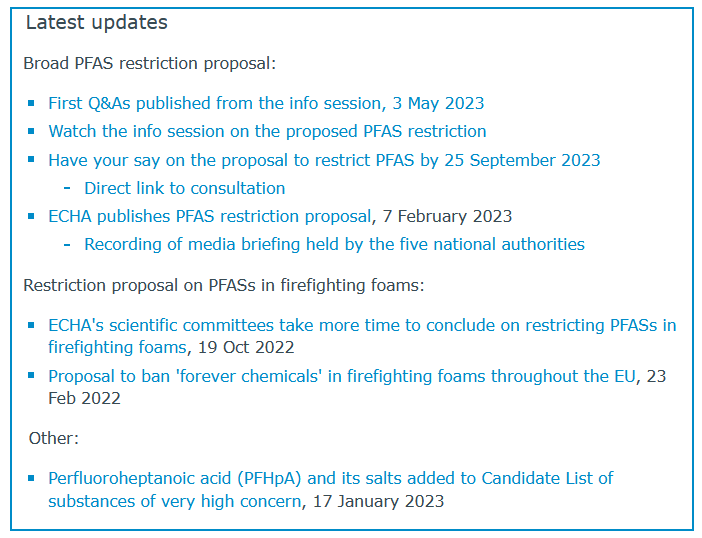 Latest updates
Broad PFAS restriction proposal:
First Q&As published from the info session, 3 May 2023
Watch the info session on the proposed PFAS restriction
Have your say on the proposal to restrict PFAS by 25 September 2023
- Direct link to consultation
ECHA publishes PFAS restriction proposal, 7 February 2023
- Recording of media briefing held by the five national authorities
Restriction proposal on PFASs in firefighting foams:
ECHA's scientific committees take more time to conclude on restricting PFASs in
firefighting foams, 19 Oct 2022
Proposal to ban 'forever chemicals' in firefighting foams throughout the EU, 23
Feb 2022
Other:
Perfluoroheptanoic acid (PFHpA) and its salts added to Candidate List of
substances of very high concern, 17 January 2023